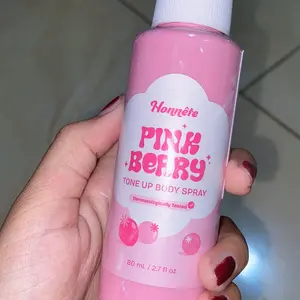 Honnête
PINK
BERRY
TONE UP BODY SPRAY
Dermatologically Tested
80 mL / 2.7 fl oz